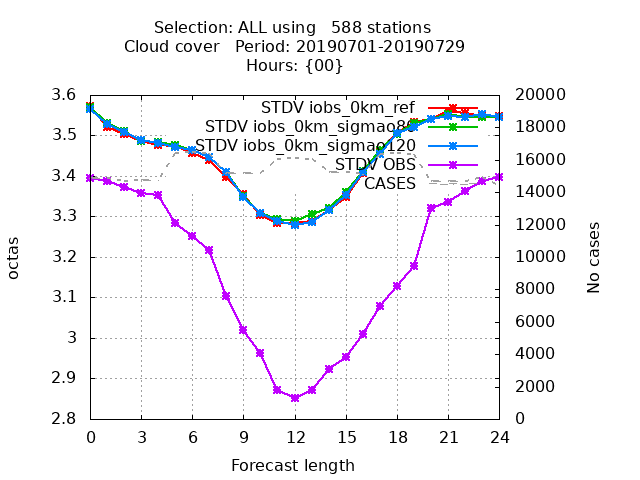 Selection: ALL using   588 stations
Cloud cover   Period: 20190701-20190729
Hours: {00}
3.6
3.5
3.4
3.3
3.2
3.1
3
2.9
2.8
octas
STDV iobs_0km_ref
STDV iobs_0km_sigmao80
STDV iobs_0km_sigmao120
STDV OBS
CASES
20000
18000
16000
14000
12000
10000
8000
6000
4000
2000
0
No cases
0 3 6 9 12 15 18 21 24
Forecast length